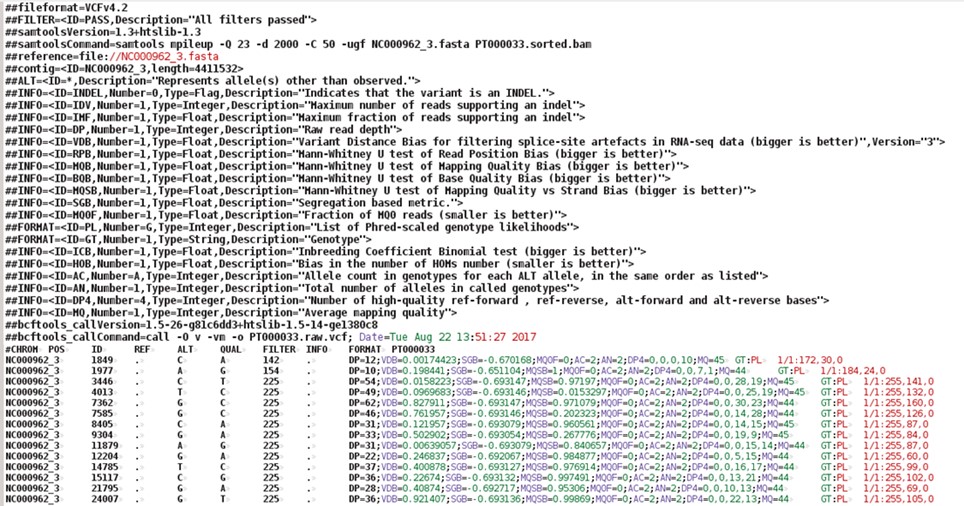 ##fileformat=VCFv4.2
##FILTER=<ID=PASS,Description="All filters passed">
##samtoolsVersion=1.3+htslib-1.3
##samtoolsCommand=samtools mpileup -Q 23 -d 2000 -C 50 -ugf NC000962_3.fasta PT000033.sorted.bam
##reference=file://NC000962_3.fasta
##contig=<ID=NC000962_3,length=4411532>
##ALT=<ID=*,Description="Represents allele(s) other than observed.">
##INFO=<ID=INDEL,Number=0,Type=Flag,Description="Indicates that the variant is an INDEL.">
##INFO=<ID=IDV,Number=1,Type=Integer,Description="Maximum number of reads supporting an indel">
##INFO=<ID=IMF,Number=1,Type=Float,Description="Maximum fraction of reads supporting an indel">
##INFO=<ID=DP,Number=1,Type=Integer,Description="Raw read depth">
##INFO=<ID=VDB,Number=1,Type=Float,Description="Variant Distance Bias for filtering splice-site artefacts in RNA-seq data (bigger is better)",Version="3">
##INFO=<ID=RPB,Number=1,Type=Float,Description="Mann-Whitney U test of Read Position Bias (bigger is better)">
##INFO=<ID=MQB,Number=1,Type=Float,Description="Mann-Whitney U test of Mapping Quality Bias (bigger is better)">
##INFO=<ID=BQB,Number=1,Type=Float,Description="Mann-Whitney U test of Base Quality Bias (bigger is better)">
##INFO=<ID=MQSB,Number=1,Type=Float,Description="Mann-Whitney U test of Mapping Quality vs Strand Bias (bigger is better)">
##INFO=<ID=SGB,Number=1,Type=Float,Description="Segregation based metric.">
##INFO=<ID=MQ0F,Number=1,Type=Float,Description="Fraction of MQ0 reads (smaller is better)">
##FORMAT=<ID=PL,Number=G,Type=Integer,Description="List of Phred-scaled genotype likelihoods">
##FORMAT=<ID=GT,Number=1,Type=String,Description="Genotype">
##INFO=<ID=ICB,Number=1,Type=Float,Description="Inbreeding Coefficient Binomial test (bigger is better)">
##INFO=<ID=HOB,Number=1,Type=Float,Description="Bias in the number of HOMs number (smaller is better)">
##INFO=<ID=AC,Number=A,Type=Integer,Description="Allele count in genotypes for each ALT allele, in the same order as listed">
##INFO=<ID=AN,Number=1,Type=Integer,Description="Total number of alleles in called genotypes">
##INFO=<ID=DP4,Number=4,Type=Integer,Description="Number of high-quality ref-forward , ref-reverse, alt-forward and alt-reverse bases">
##INFO=<ID=MQ,Number=1,Type=Integer,Description="Average mapping quality">
##bcftools_callVersion=1.5-26-g81c6dd3+htslib-1.5-14-ge1380c8
##bcftools_callCommand=call -O v -vm -o PT000033.raw.vcf; Date=Tue Aug 22 13:51:27 2017
#CHROM POS ID REF ALT QUAL FILTER INFO FORMAT PT000033
NC000962_3 1849 . C A 142 . DP=12;VDB=0.00174423;SGB=-0.670168;MQ0F=0;AC=2;AN=2;DP4=0,0,0,10;MQ=45 GT:PL 1/1:172,30,0
NC000962_3 1977 . A G 154 . DP=10;VDB=0.198441;SGB=-0.651104;MQSB=1;MQ0F=0;AC=2;AN=2;DP4=0,0,7,1;MQ=44 GT:PL 1/1:184,24,0
NC000962_3 3446 . C T 225 . DP=54;VDB=0.0158223;SGB=-0.693147;MQSB=0.97197;MQ0F=0;AC=2;AN=2;DP4=0,0,28,19;MQ=45 GT:PL 1/1:255,141,0
NC000962_3 4013 . T C 225 . DP=49;VDB=0.0969683;SGB=-0.693146;MQSB=0.0153297;MQ0F=0;AC=2;AN=2;DP4=0,0,25,19;MQ=45 GT:PL 1/1:255,132,0
NC000962_3 7362 . G C 225 . DP=62;VDB=0.827911;SGB=-0.693147;MQSB=0.971079;MQ0F=0;AC=2;AN=2;DP4=0,0,30,23;MQ=44 GT:PL 1/1:255,160,0
NC000962_3 7585 . G C 225 . DP=46;VDB=0.761957;SGB=-0.693146;MQSB=0.202323;MQ0F=0;AC=2;AN=2;DP4=0,0,14,28;MQ=44 GT:PL 1/1:255,126,0
NC000962_3 8405 . C A 225 . DP=31;VDB=0.121957;SGB=-0.693079;MQSB=0.960561;MQ0F=0;AC=2;AN=2;DP4=0,0,14,15;MQ=44 GT:PL 1/1:255,87,0
NC000962_3 9304 . G A 225 . DP=33;VDB=0.502902;SGB=-0.693054;MQSB=0.267776;MQ0F=0;AC=2;AN=2;DP4=0,0,19,9;MQ=45 GT:PL 1/1:255,84,0
NC000962_3 11879 . A G 225 . DP=31;VDB=0.00639057;SGB=-0.693079;MQSB=0.840614;MQ0F=0;AC=2;AN=2;DP4=0,0,15,14;MQ=44 GT:PL 1/1:255,87,0
NC000962_3 12204 . G A 225 . DP=22;VDB=0.246837;SGB=-0.692067;MQSB=0.984877;MQ0F=0;AC=2;AN=2;DP4=0,0,5,15;MQ=44 GT:PL 1/1:255,60,0
NC000962_3 14785 . T C 225 . DP=37;VDB=0.400878;SGB=-0.693127;MQSB=0.976914;MQ0F=0;AC=2;AN=2;DP4=0,0,16,17;MQ=44 GT:PL 1/1:255,99,0
NC000962_3 15117 . C G 225 . DP=36;VDB=0.22674;SGB=-0.693132;MQSB=0.997491;MQ0F=0;AC=2;AN=2;DP4=0,0,13,21;MQ=44 GT:PL 1/1:255,102,0
NC000962_3 21795 . G A 225 . DP=28;VDB=0.40874;SGB=-0.692717;MQSB=0.95306;MQ0F=0;AC=2;AN=2;DP4=0,0,10,13;MQ=44 GT:PL 1/1:255,69,0
NC000962_3 24007 . G T 225 . DP=36;VDB=0.921407;SGB=-0.693136;MQSB=0.99869;MQ0F=0;AC=2;AN=2;DP4=0,0,22,13;MQ=44 GT:PL 1/1:255,105,0